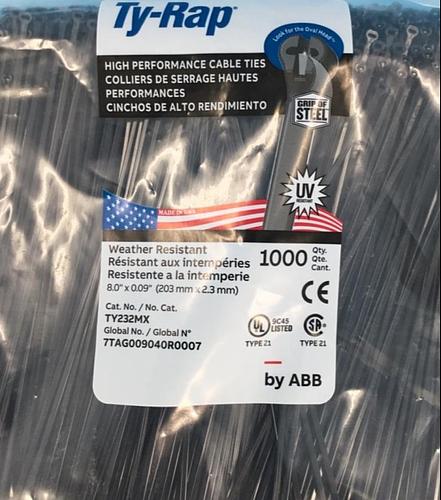 Ty-Rap®
Look for the Oval Head™
HIGH PERFORMANCE CABLE TIES
COLLIERS DE SERRAGE HAUTES
PERFORMANCES
CINCHOS DE ALTO RENDIMIENTO
GRIP OF
STEEL
UV
RESISTANT
MADE IN USA
Weather Resistant
Résistant aux intempéries
Resistente a la intemperie
8.0" x 0.09" (203 mm x 2.3 mm)
1000 Qty.
Qte.
Cant.
Cat. No. / No. Cat.
TY232MX
Global No. / Global N°
7TAG009040R0007
CE
UL 9C45
LISTED
TYPE 21
SA
TYPE 21
by ABB